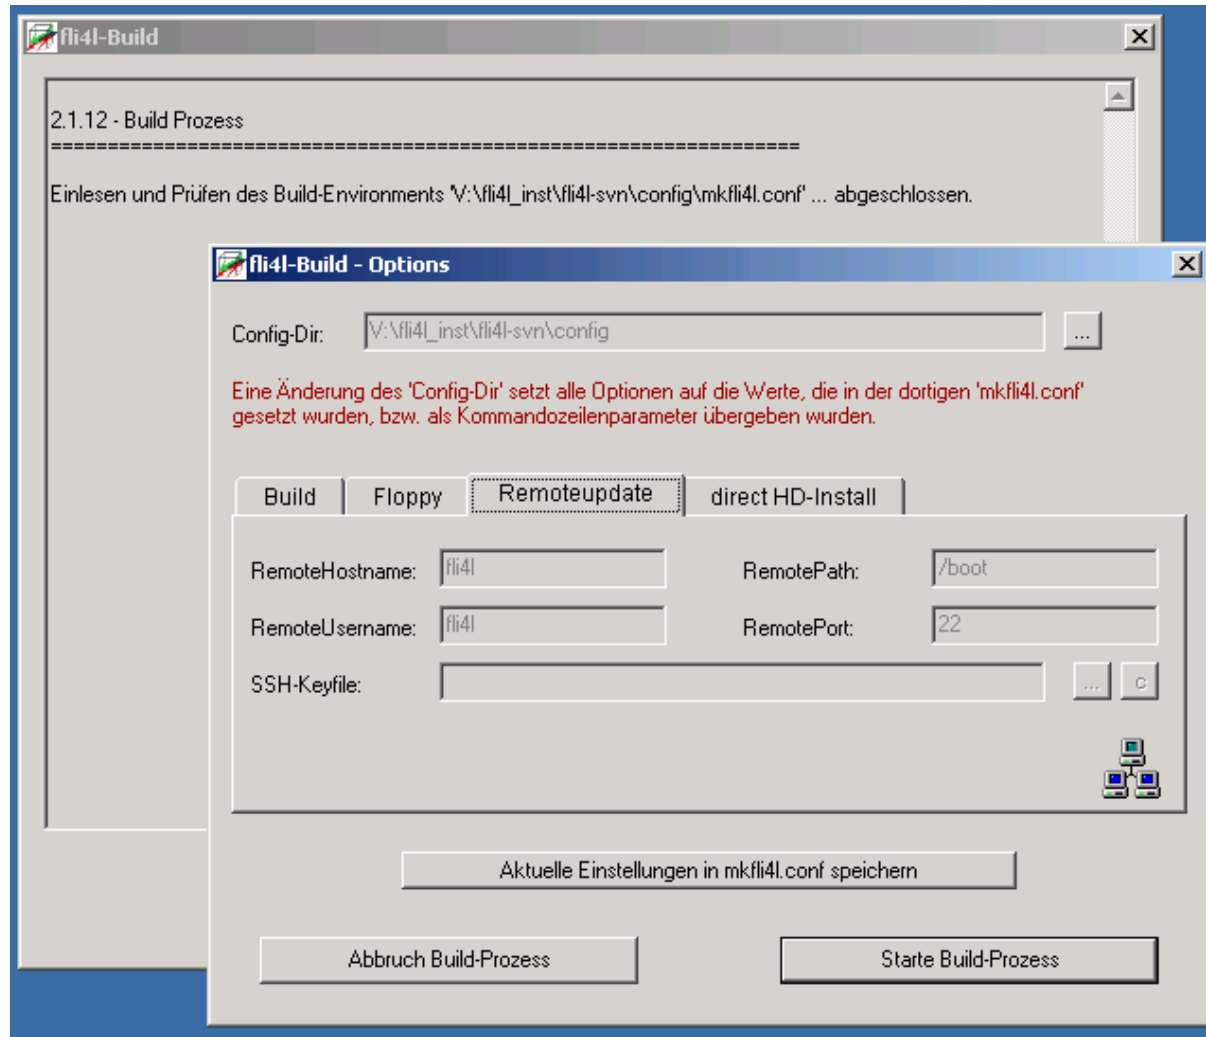 fli4l-Build
2.1.12 - Build Prozess
==================================================================
Einlesen und Prüfen des Build-Environments 'V:\fli4l_inst\fli4l-svn\config\mkfli4l.conf' ... abgeschlossen.
fli4l-Build - Options
Config-Dir: V:\fli4l_inst\fli4l-svn\config ...
Eine Änderung des 'Config-Dir' setzt alle Optionen auf die Werte, die in der dortigen 'mkfli4l.conf'
gesetzt wurden, bzw. als Kommandozeilenparameter übergeben wurden.
Build Floppy Remoteupdate direct HD-Install
RemoteHostname: fli4l RemotePath: /boot
RemoteUsername: fli4l RemotePort: 22
SSH-Keyfile: ... c
Aktuelle Einstellungen in mkfli4l.conf speichern
Abbruch Build-Prozess Starte Build-Prozess